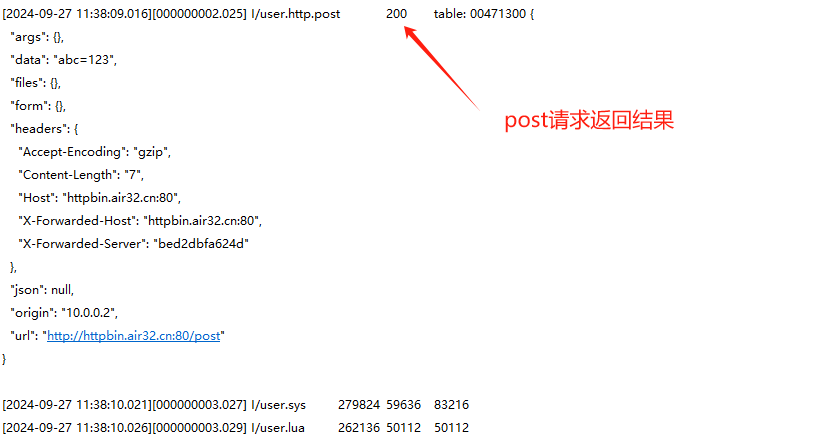 [2024-09-27 11:38:09.016][000000002.025] I/user.http.post 200 table: 00471300 {
"args": {},
"data": "abc=123",
"files": {},
"form": {},
"headers": {
"Accept-Encoding": "gzip",
"Content-Length": "7",
"Host": "httpbin.air32.cn:80",
"X-Forwarded-Host": "httpbin.air32.cn:80",
"X-Forwarded-Server": "bed2dbfa624d"
},
"json": null,
"origin": "10.0.0.2",
"url": "http://httpbin.air32.cn:80/post"
}
post请求返回结果
[2024-09-27 11:38:10.021][000000003.027] I/user.sys 279824 59636 83216
[2024-09-27 11:38:10.026][000000003.029] I/user.lua 262136 50112 50112